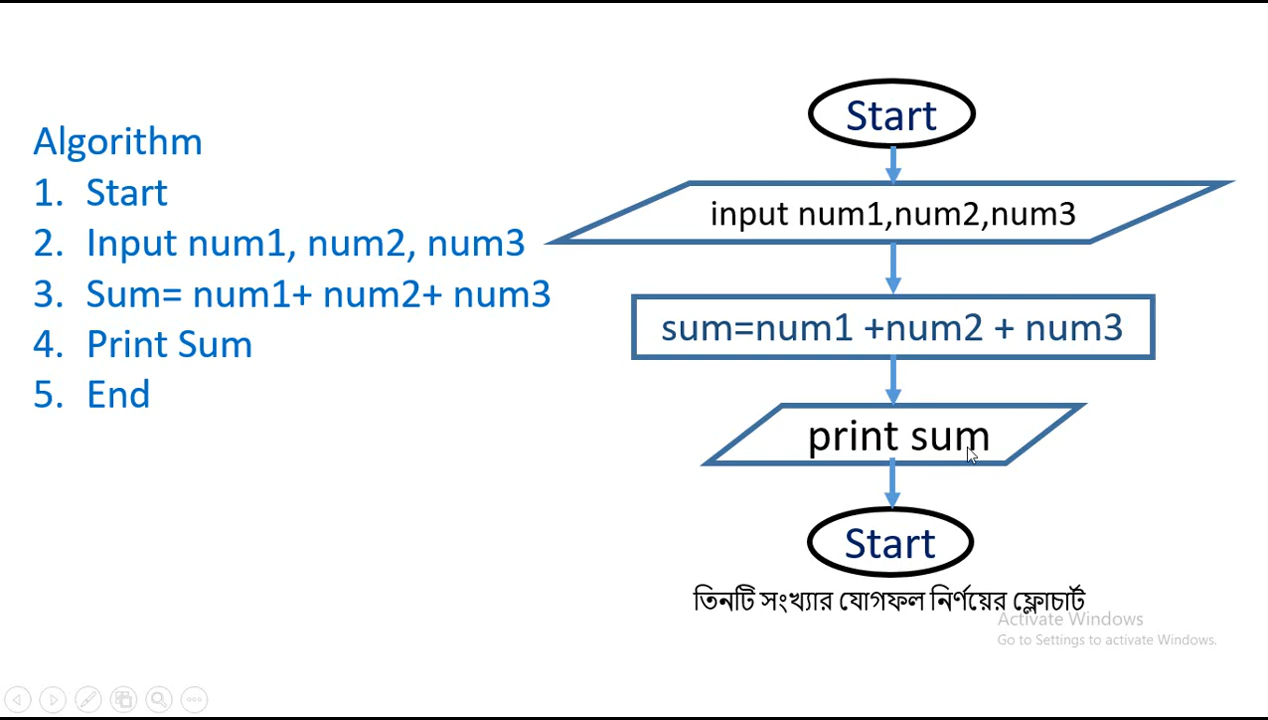 Algorithm
1. Start
2. Input num1, num2, num3
3. Sum= num1+ num2+ num3
4. Print Sum
5. End
Start
input num1,num2,num3
sum=num1 +num2 + num3
print sum
Start
তিনটি সংখ্যার যোগফল নির্ণয়ের ফ্লোচার্ট
Activate Windows
Go to Settings to activate Windows.